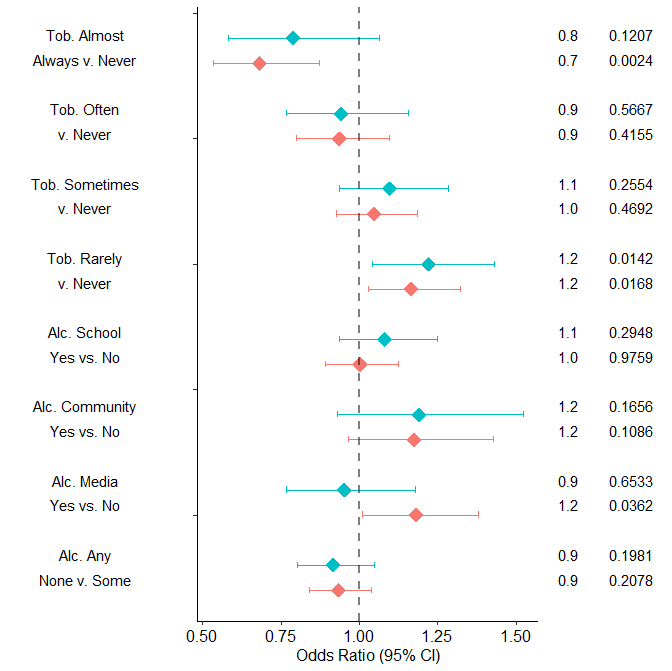 Tob. Almost 0.8 0.1207
Always v. Never 0.7 0.0024
Tob. Often 0.9 0.5667
v. Never 0.9 0.4155
Tob. Sometimes 1.1 0.2554
v. Never 1.0 0.4692
Tob. Rarely 1.2 0.0142
v. Never 1.2 0.0168
Alc. School 1.1 0.2948
Yes vs. No 1.0 0.9759
Alc. Community 1.2 0.1656
Yes vs. No 1.2 0.1086
Alc. Media 0.9 0.6533
Yes vs. No 1.2 0.0362
Alc. Any 0.9 0.1981
None v. Some 0.9 0.2078
0.50 0.75 1.00 1.25 1.50
Odds Ratio (95% CI)